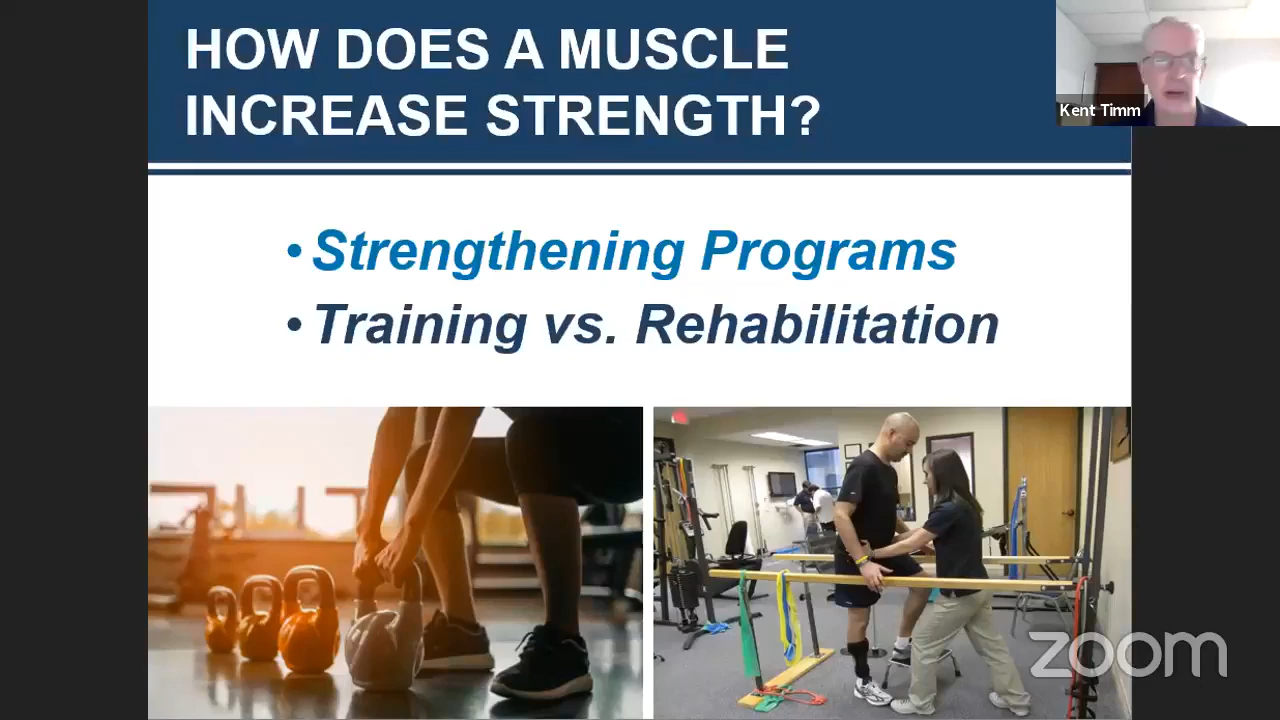 HOW DOES A MUSCLE
INCREASE STRENGTH?
Kent Timm
• Strengthening Programs
• Training vs. Rehabilitation
zoom